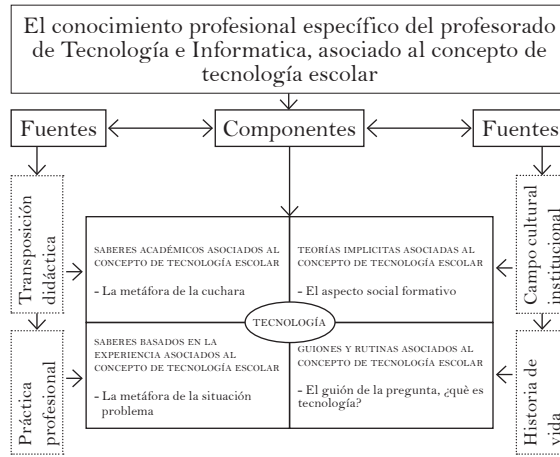 El conocimiento profesional específico del profesorado
de Tecnología e Informatica, asociado al concepto de
tecnología escolar
Fuentes
Componentes
Fuentes
Transposición
didáctica
Práctica
profesional
SABERES ACADÉMICOS ASOCIADOS AL
CONCEPTO DE TECNOLOGÍA ESCOLAR
- La metáfora de la cuchara
TEORÍAS IMPLICITAS ASOCIADAS AL
CONCEPTO DE TECNOLOGÍA ESCOLAR
- El aspecto social formativo
TECNOLOGÍA
SABERES BASADOS EN LA
EXPERIENCIA ASOCIADOS AL
CONCEPTO DE TECNOLOGÍA ESCOLAR
- La metáfora de la situación
problema
GUIONES Y RUTINAS ASOCIADOS AL
CONCEPTO DE TECNOLOGÍA ESCOLAR
- El guión de la pregunta, ¿què es
tecnología?
Campo cultural
institucional
Historia de
vida